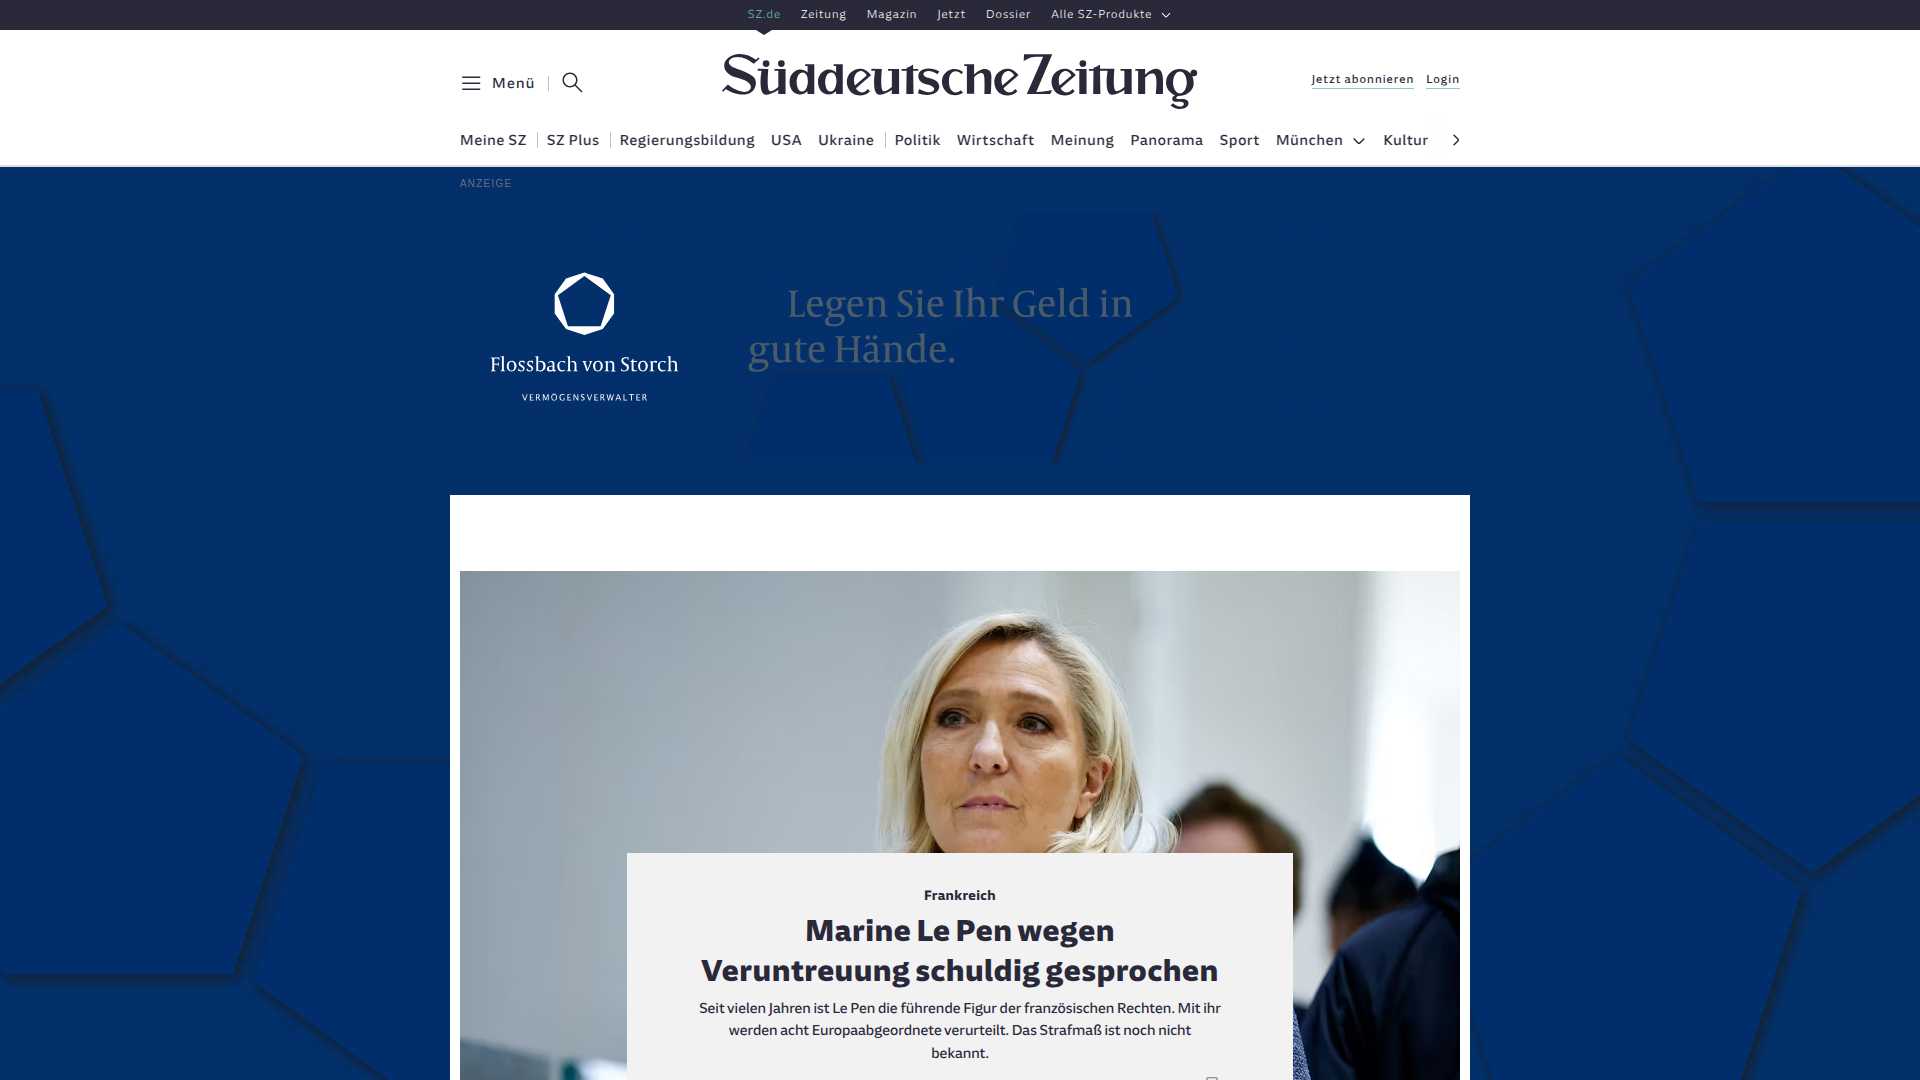 SZ.de Zeitung Magazin Jetzt Dossier Alle SZ-Produkte
Menü
Süddeutsche Zeitung
Jetzt abonnieren Login
Meine SZ SZ Plus Regierungsbildung USA Ukraine Politik Wirtschaft Meinung Panorama Sport München Kultur
ANZEIGE
Flossbach von Storch
VERMÖGENSVERWALTER
Legen Sie Ihr Geld in
gute Hände.
Frankreich
Marine Le Pen wegen
Veruntreuung schuldig gesprochen
Seit vielen Jahren ist Le Pen die führende Figur der französischen Rechten. Mit ihr
werden acht Europaabgeordnete verurteilt. Das Strafmaß ist noch nicht
bekannt.